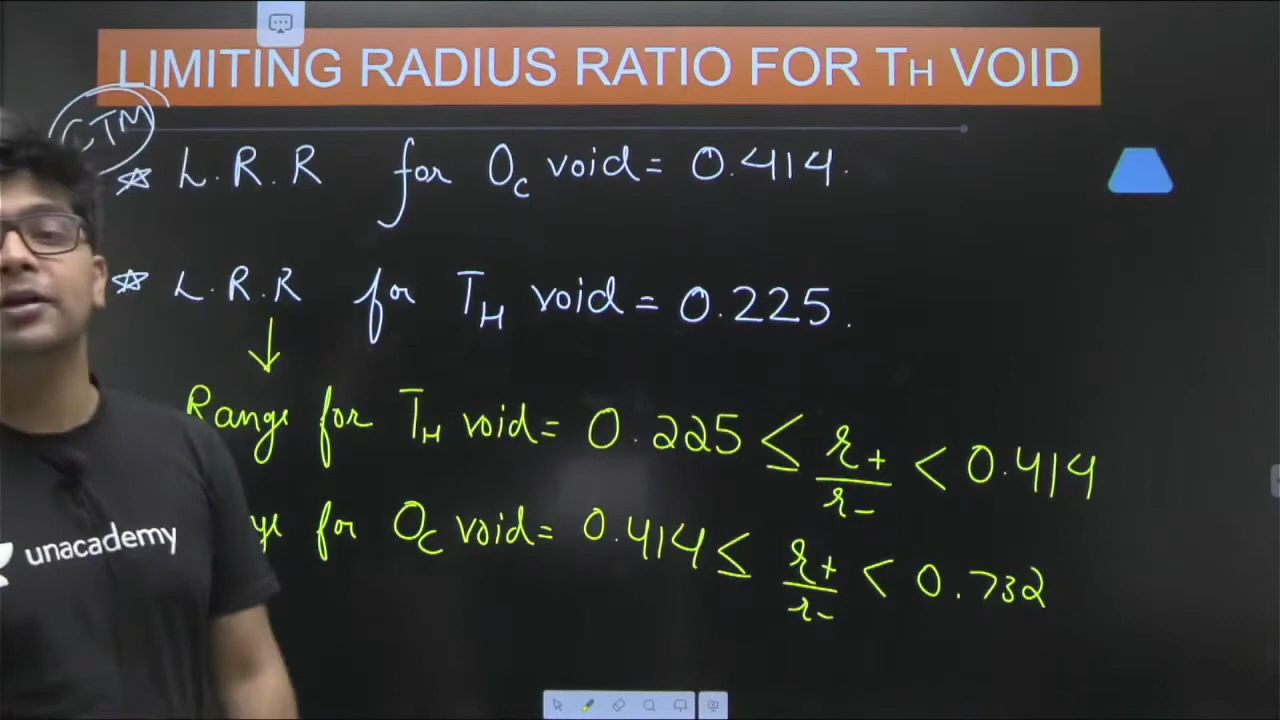 LIMITING RADIUS RATIO FOR TH VOID
CTM
☆ L.R.R for Oc void = 0.414.
☆ L.R.R for TH void = 0.225.
↓
Range for TH void = 0.225 ≤ r+/r- < 0.414
ge for Oc void = 0.414 ≤ r+/r- < 0.732
unacademy